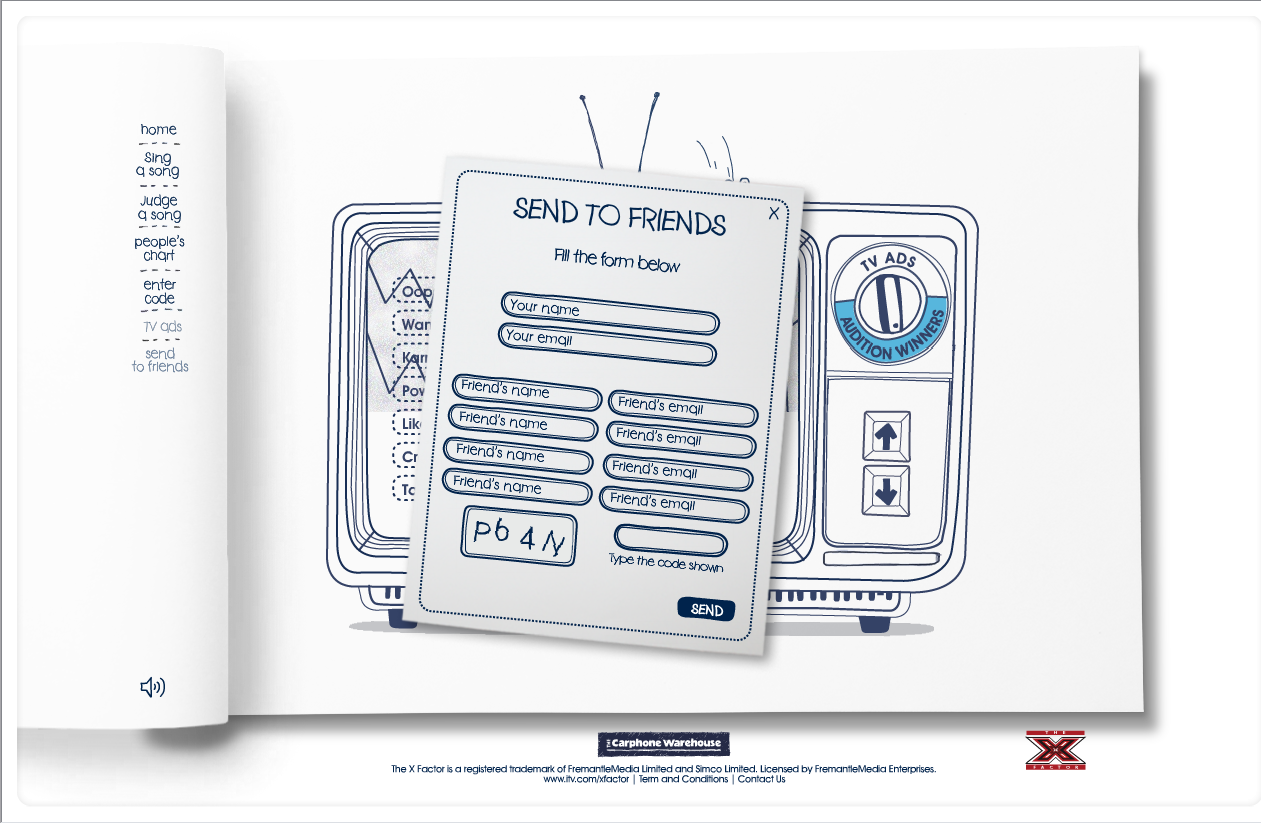 home
Sing
a song
Judge
a song
people's
chart
enter
code
TV ads
send
to friends
SEND TO FRIENDS
X
Fill the form below
Your name
Your email
Friend's name
Friend's email
Friend's name
Friend's email
Friend's name
Friend's email
Friend's name
Friend's email
Pb4N
Type the code shown
SEND
Oop
Kar
Pow
Lik
Cr
TV ADS
AUDITION WINNERS
THE Carphone Warehouse
THE
X
FACTOR
The X Factor is a registered trademark of FremantleMedia Limited and Simco Limited. Licensed by FremantleMedia Enterprises.
www.itv.com/xfactor | Term and Conditions | Contact Us